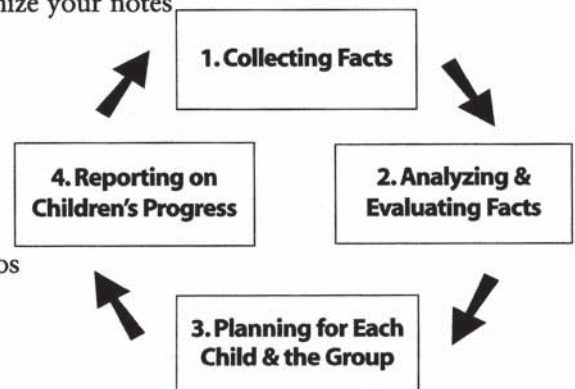 nize your notes
1. Collecting Facts
2. Analyzing &
Evaluating Facts
3. Planning for Each
Child & the Group
4. Reporting on
Children's Progress
os